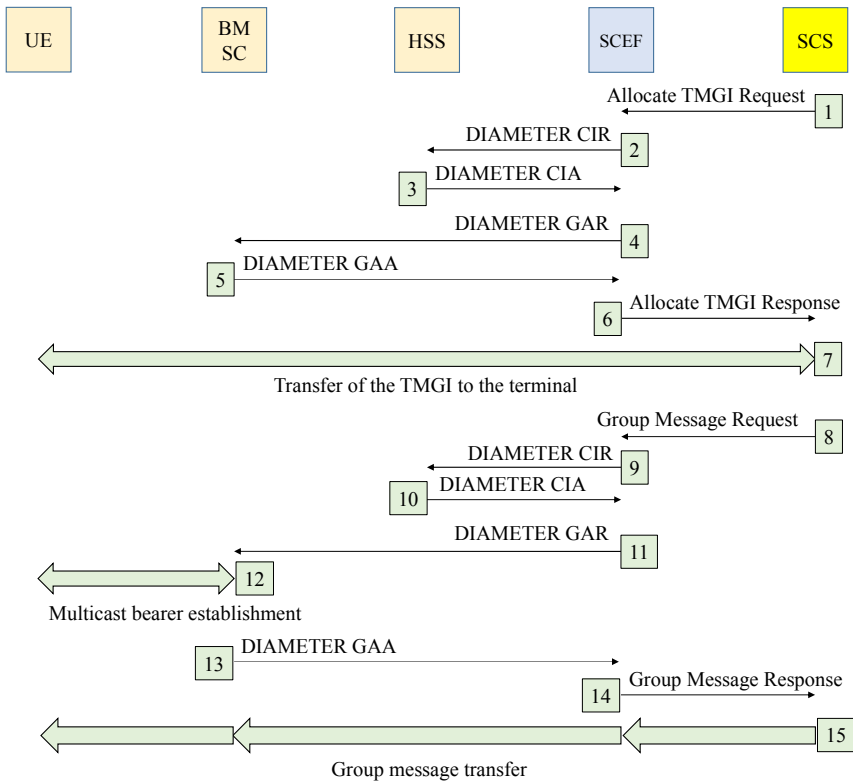 UE
BM
SC
HSS
SCEF
SCS
Allocate TMGI Request
1
DIAMETER CIR
2
3
DIAMETER CIA
DIAMETER GAR
4
5
DIAMETER GAA
6
Allocate TMGI Response
7
Transfer of the TMGI to the terminal
Group Message Request
8
DIAMETER CIR
9
10
DIAMETER CIA
DIAMETER GAR
11
12
Multicast bearer establishment
13
DIAMETER GAA
14
Group Message Response
15
Group message transfer